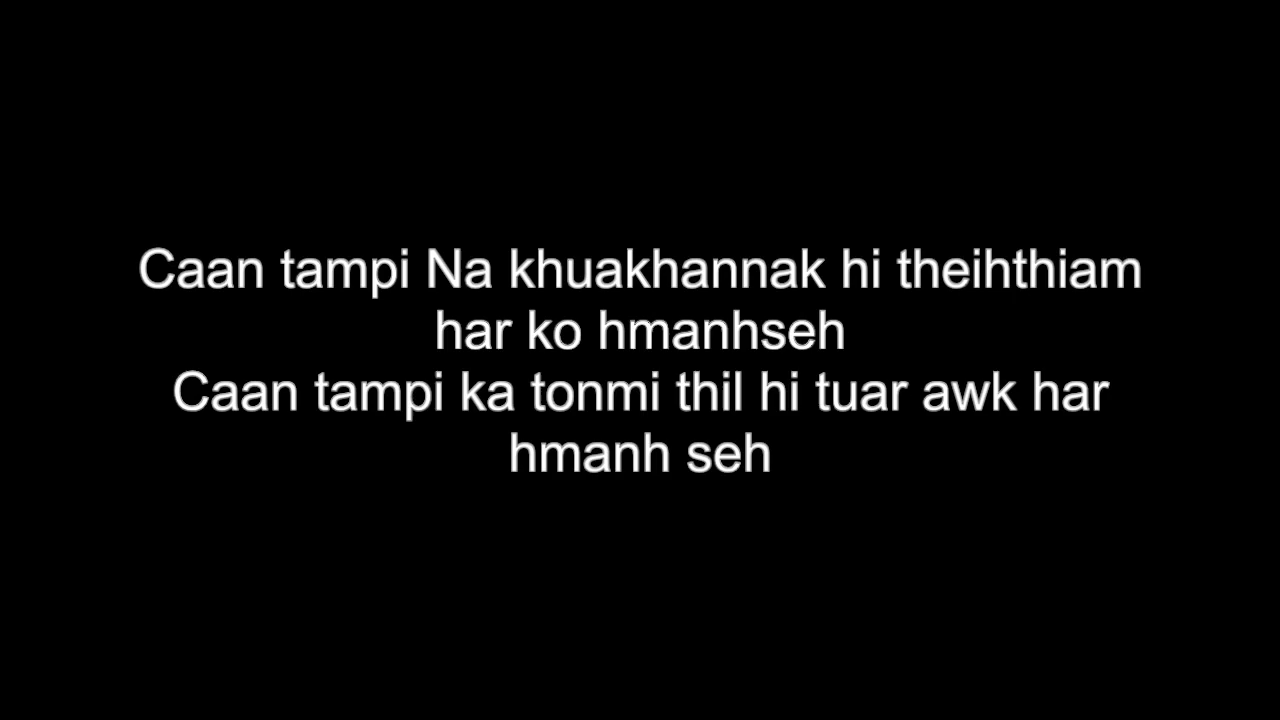 Caan tampi Na khuakhannak hi theihthiam
har ko hmanhseh
Caan tampi ka tonmi thil hi tuar awk har
hmanh seh